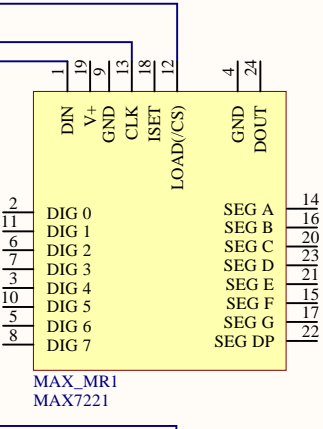 1 19 9 13 18 12 4 24
DIN V+ GND CLK ISET LOAD(/CS) GND DOUT
2 DIG 0 SEG A 14
11 DIG 1 SEG B 16
6 DIG 2 SEG C 20
7 DIG 3 SEG D 23
3 DIG 4 SEG E 21
10 DIG 5 SEG F 15
5 DIG 6 SEG G 17
8 DIG 7 SEG DP 22
MAX_MR1
MAX7221